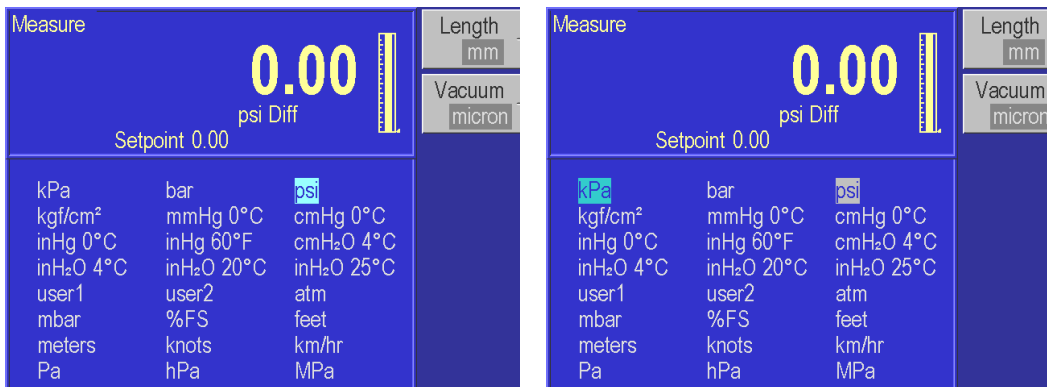 Measure
0.00
psi Diff
Setpoint 0.00
Length
mm
Vacuum
micron
kPa bar psi
kgf/cm² mmHg 0°C cmHg 0°C
inHg 0°C inHg 60°F cmH₂O 4°C
inH₂O 4°C inH₂O 20°C inH₂O 25°C
user1 user2 atm
mbar %FS feet
meters knots km/hr
Pa hPa MPa
Measure
0.00
psi Diff
Setpoint 0.00
Length
mm
Vacuum
micron
kPa bar psi
kgf/cm² mmHg 0°C cmHg 0°C
inHg 0°C inHg 60°F cmH₂O 4°C
inH₂O 4°C inH₂O 20°C inH₂O 25°C
user1 user2 atm
mbar %FS feet
meters knots km/hr
Pa hPa MPa